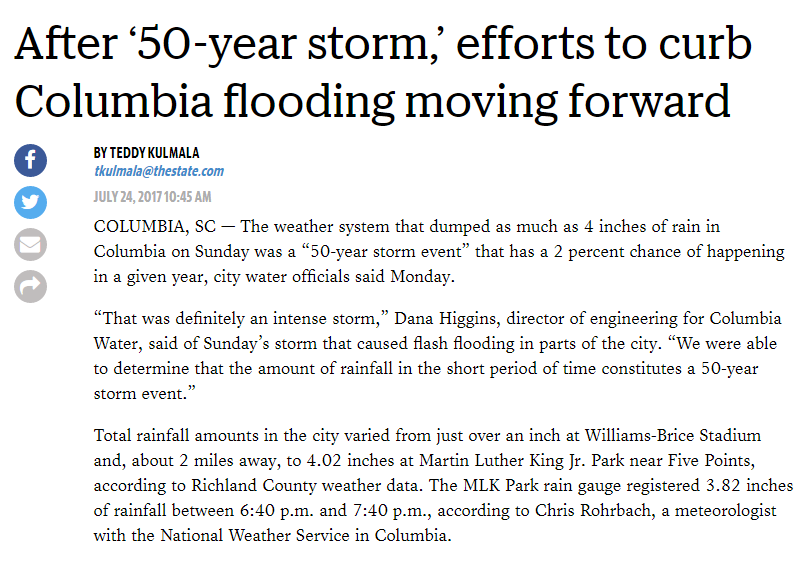 After ‘50-year storm,’ efforts to curb
Columbia flooding moving forward
BY TEDDY KULMALA
tkulmala@thestate.com
JULY 24, 2017 10:45 AM
COLUMBIA, SC — The weather system that dumped as much as 4 inches of rain in
Columbia on Sunday was a “50-year storm event” that has a 2 percent chance of happening
in a given year, city water officials said Monday.
“That was definitely an intense storm,” Dana Higgins, director of engineering for Columbia
Water, said of Sunday’s storm that caused flash flooding in parts of the city. “We were able
to determine that the amount of rainfall in the short period of time constitutes a 50-year
storm event.”
Total rainfall amounts in the city varied from just over an inch at Williams-Brice Stadium
and, about 2 miles away, to 4.02 inches at Martin Luther King Jr. Park near Five Points,
according to Richland County weather data. The MLK Park rain gauge registered 3.82 inches
of rainfall between 6:40 p.m. and 7:40 p.m., according to Chris Rohrbach, a meteorologist
with the National Weather Service in Columbia.